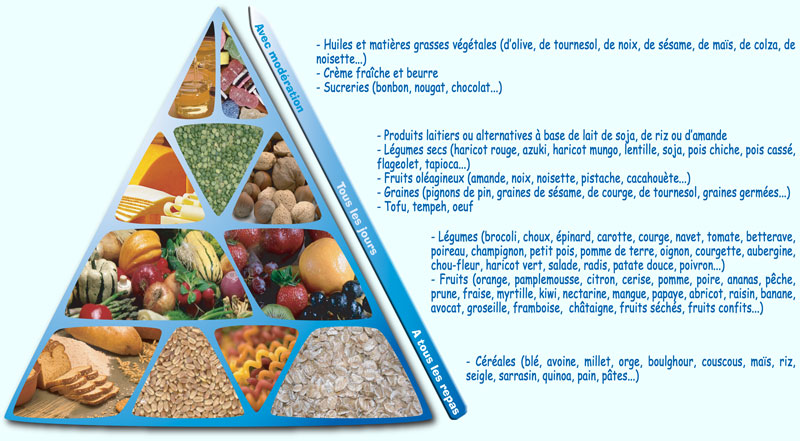 Avec modération
- Huiles et matières grasses végétales (d'olive, de tournesol, de noix, de sésame, de maïs, de colza, de
noisette...)
- Crème fraîche et beurre
- Sucreries (bonbon, nougat, chocolat...)
Tous les jours
- Produits laitiers ou alternatives à base de lait de soja, de riz ou d'amande
- Légumes secs (haricot rouge, azuki, haricot mungo, lentille, soja, pois chiche, pois cassé,
flageolet, tapioca...)
- Fruits oléagineux (amande, noix, noisette, pistache, cacahouète...)
- Graines (pignons de pin, graines de sésame, de courge, de tournesol, graines germées...)
- Tofu, tempeh, oeuf
A tous les repas
- Légumes (brocoli, choux, épinard, carotte, courge, navet, tomate, betterave,
poireau, champignon, petit pois, pomme de terre, oignon, courgette, aubergine,
chou-fleur, haricot vert, salade, radis, patate douce, poivron...)
- Fruits (orange, pamplemousse, citron, cerise, pomme, poire, ananas, pêche,
prune, fraise, myrtille, kiwi, nectarine, mangue, papaye, abricot, raisin, banane,
avocat, groseille, framboise, châtaigne, fruits séchés, fruits confits...)
- Céréales (blé, avoine, millet, orge, boulghour, couscous, maïs, riz,
seigle, sarrasin, quinoa, pain, pâtes...)